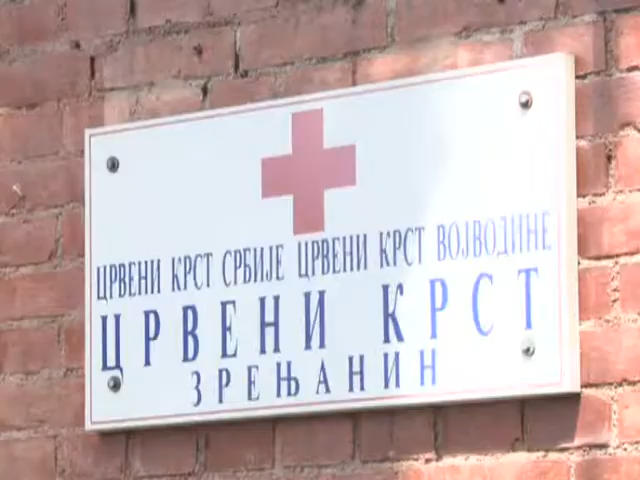 ЦРВЕНИ КРСТ СРБИЈЕ ЦРВЕНИ КРСТ ВОЈВОДИНЕ
ЦРВЕНИ КРСТ
ЗРЕЊАНИН